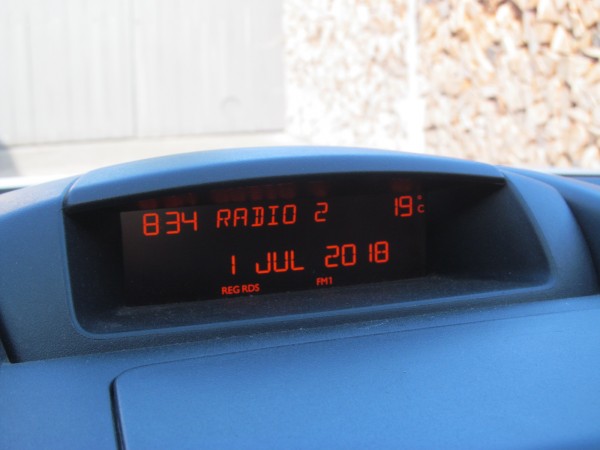 834 RADIO 2 19°C
1 JUL 2018
REG RDS FM1